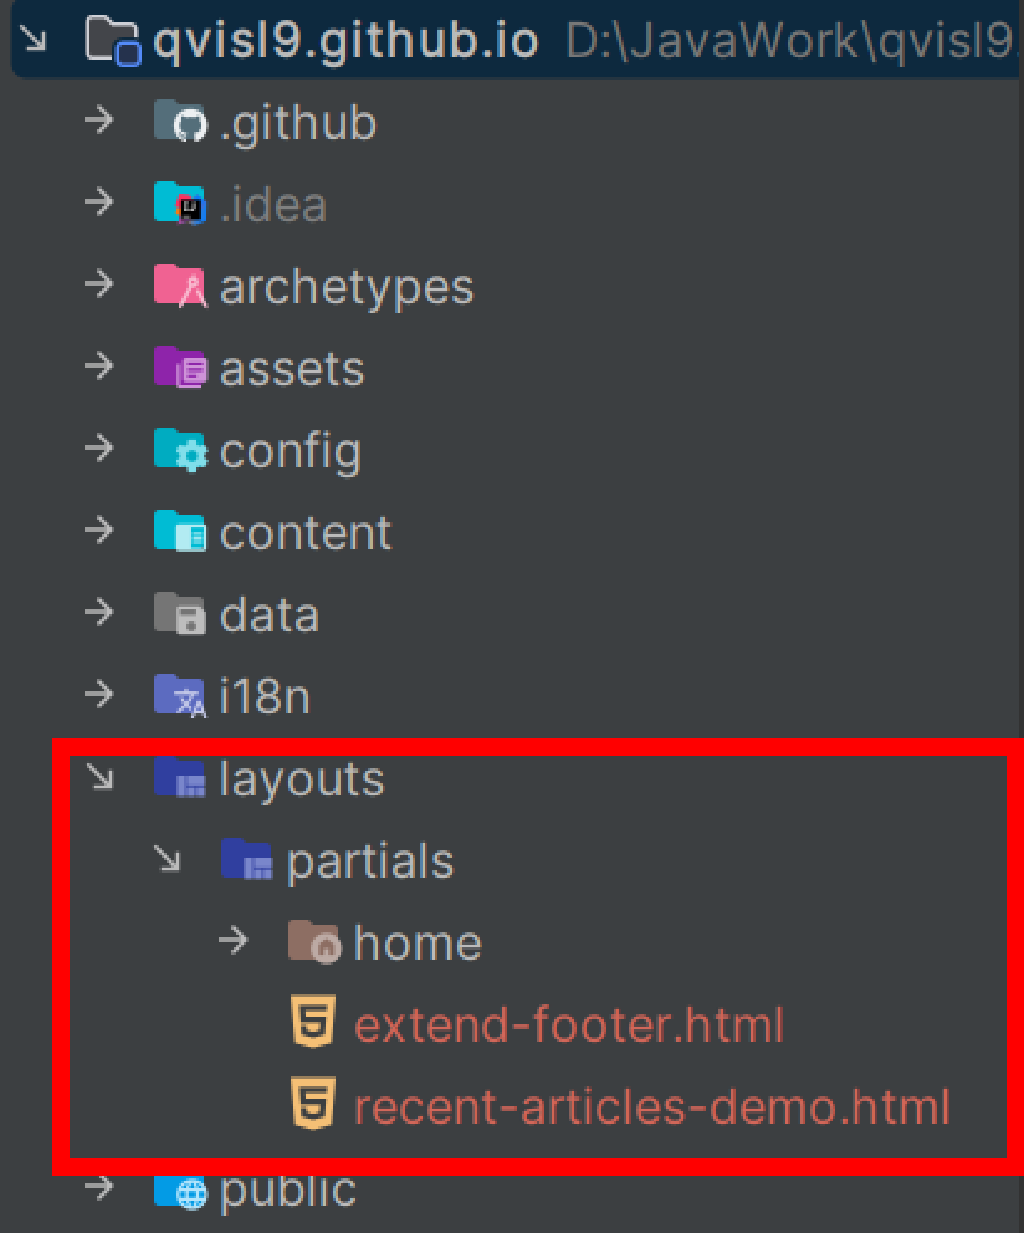 qvisl9.github.io D:\JavaWork\qvisl9.
.github
.idea
archetypes
assets
config
content
data
i18n
layouts
partials
home
extend-footer.html
recent-articles-demo.html
public